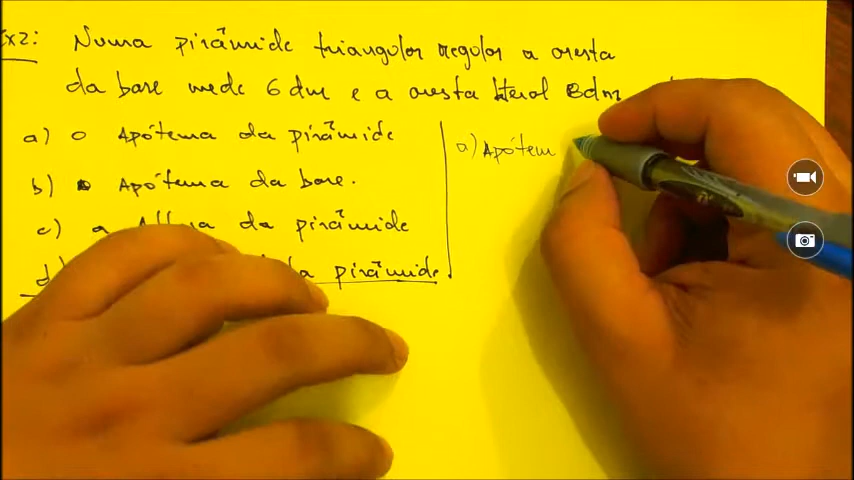 Ex2: Numa pirâmide triangular regular a aresta
da base mede 6 dm e a aresta lateral 8dm
a) o Apótema da pirâmide
b) o Apótema da base.
c) a Altura da pirâmide
d) da pirâmide.
a) Apótem